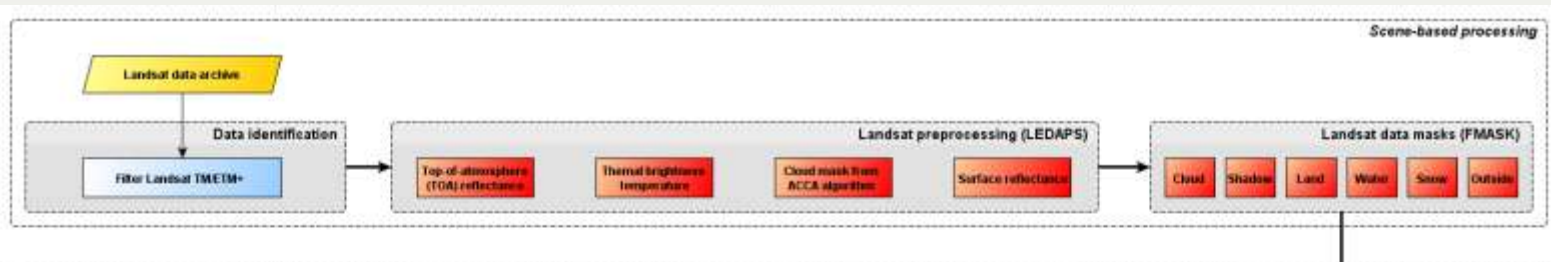 Scene-based processing
Landsat data archive
Data identification
Filter Landsat TM/ETM+
Landsat preprocessing (LEDAPS)
Top-of-atmosphere
(TOA) reflectance
Thermal brightness
temperature
Cloud mask from
ACCA algorithm
Surface reflectance
Landsat data masks (FMASK)
Cloud
Shadow
Land
Water
Snow
Outside